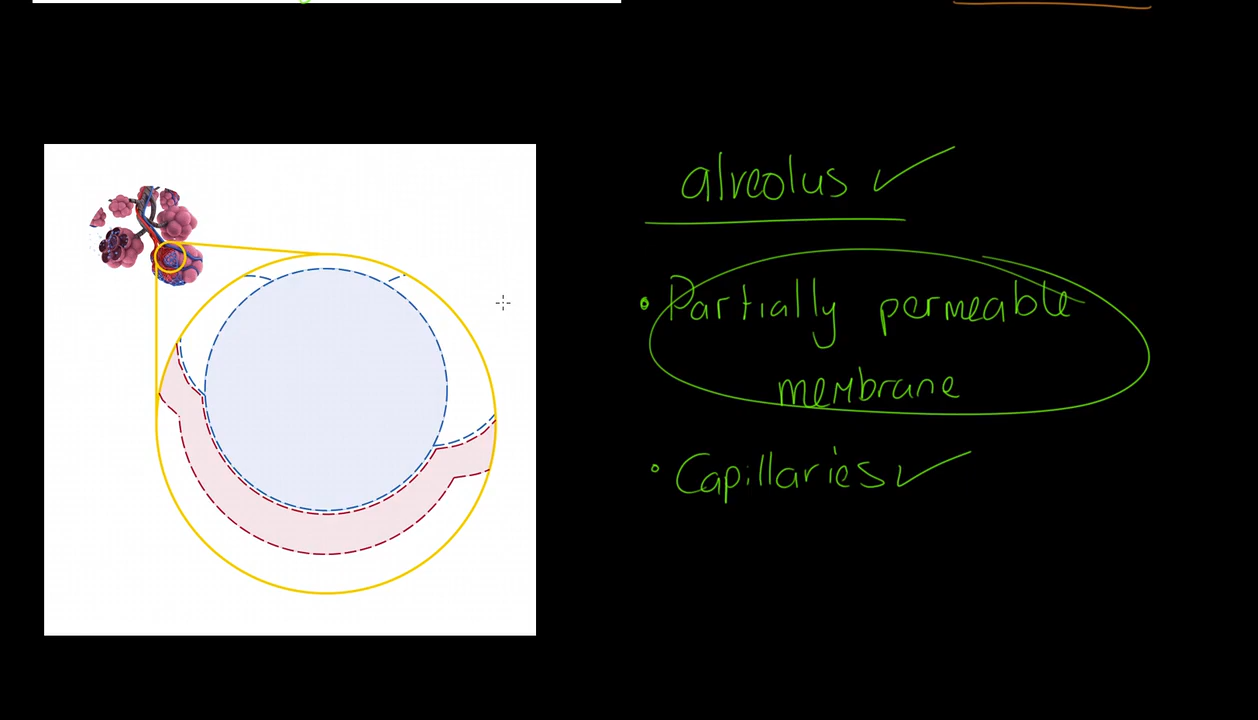 alveolus ✓
• Partially permeable
membrane
• Capillaries ✓